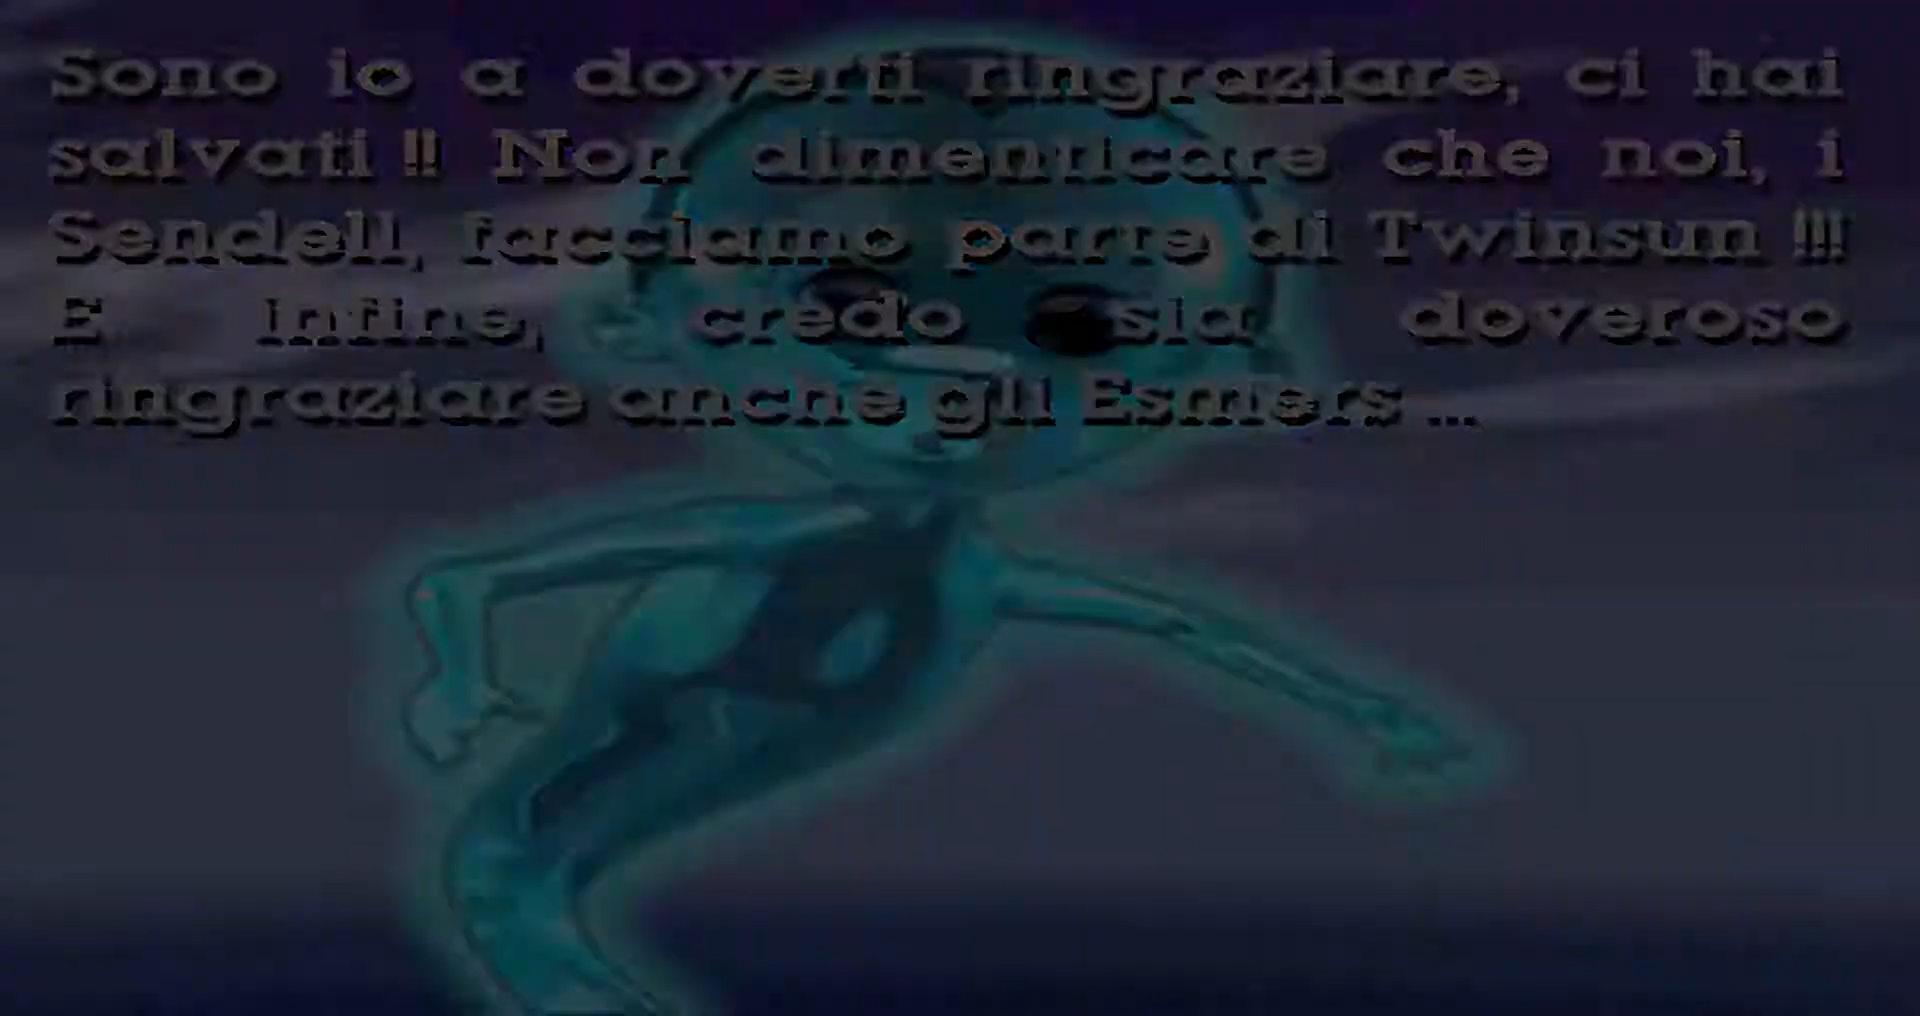 Sono io a doverti ringraziare, ci hai
salvati !! Non dimenticare che noi, i
Sendell, facciamo parte di Twinsun !!!
E infine, credo sia doveroso
ringraziare anche gli Esmers ...